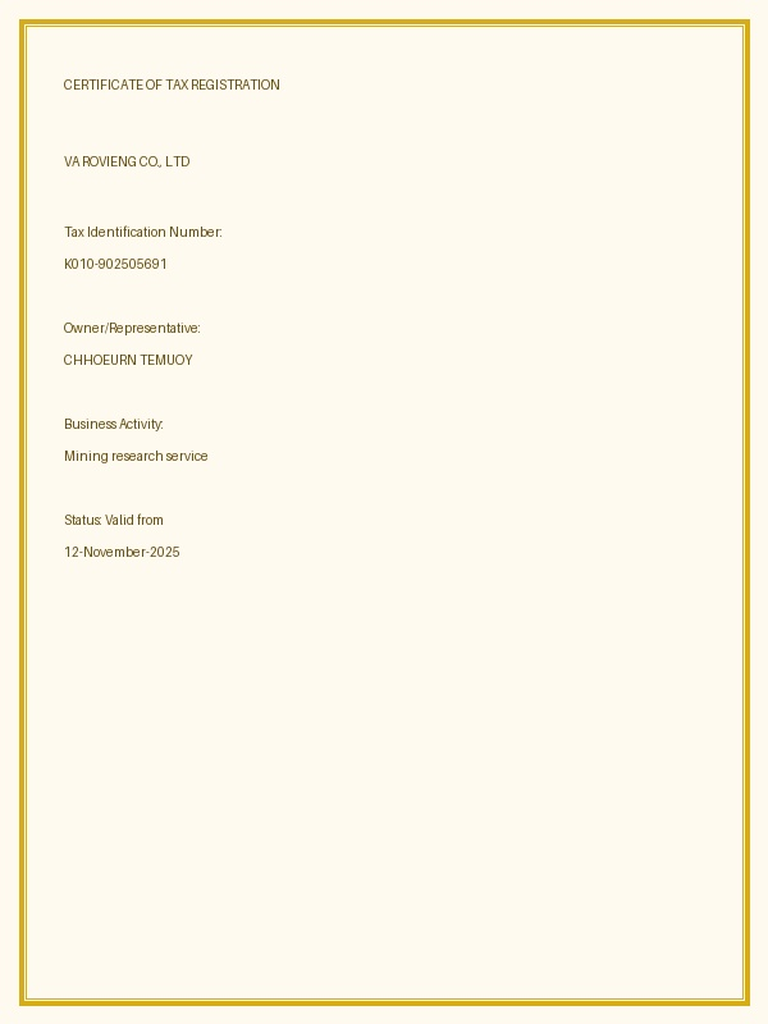 CERTIFICATE OF TAX REGISTRATION
VA ROVIENG CO., LTD
Tax Identification Number:
K010-902505691
Owner/Representative:
CHHOEURN TEMUOY
Business Activity:
Mining research service
Status: Valid from
12-November-2025